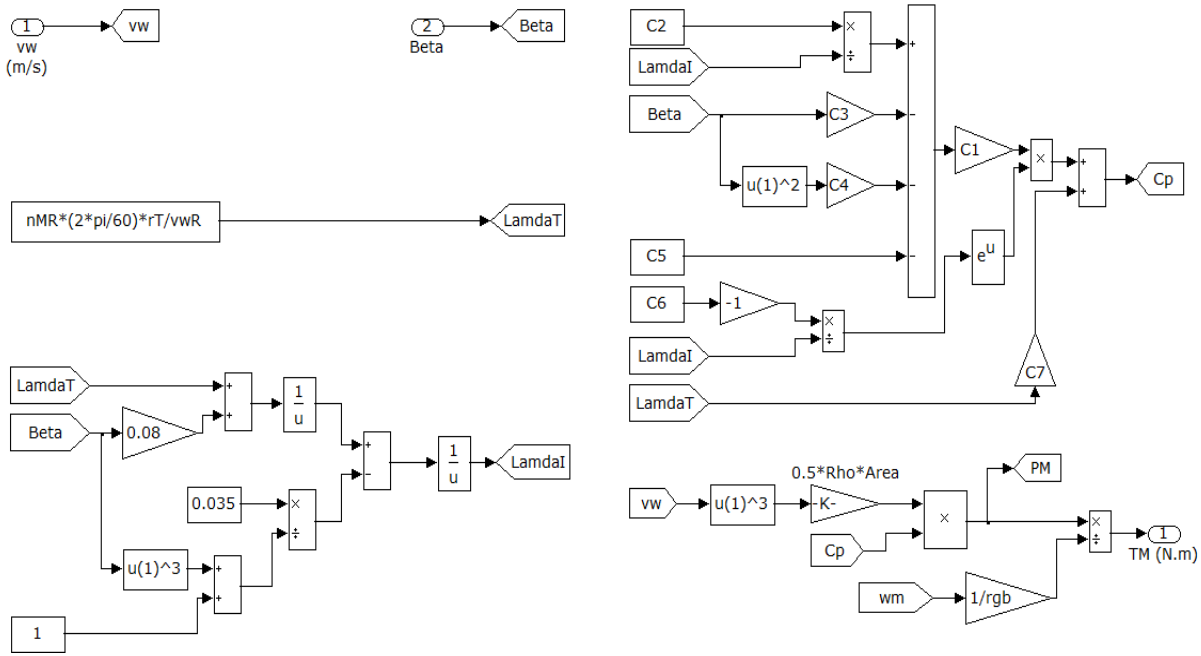 1
vw
(m/s)
vw
2
Beta
Beta
nMR*(2*pi/60)*rT/vwR
LamdaT
LamdaT
Beta
0.08
+
+
1
u
0.035
×
÷
+
-
1
u
LamdaI
u(1)^3
1
+
+
C2
LamdaI
×
÷
Beta
C3
u(1)^2
C4
C5
+
-
-
-
C1
×
+
+
Cp
e^u
C6
-1
LamdaI
×
÷
LamdaT
C7
0.5*Rho*Area
vw
u(1)^3
-K-
Cp
×
PM
wm
1/rgb
×
÷
1
TM (N.m)